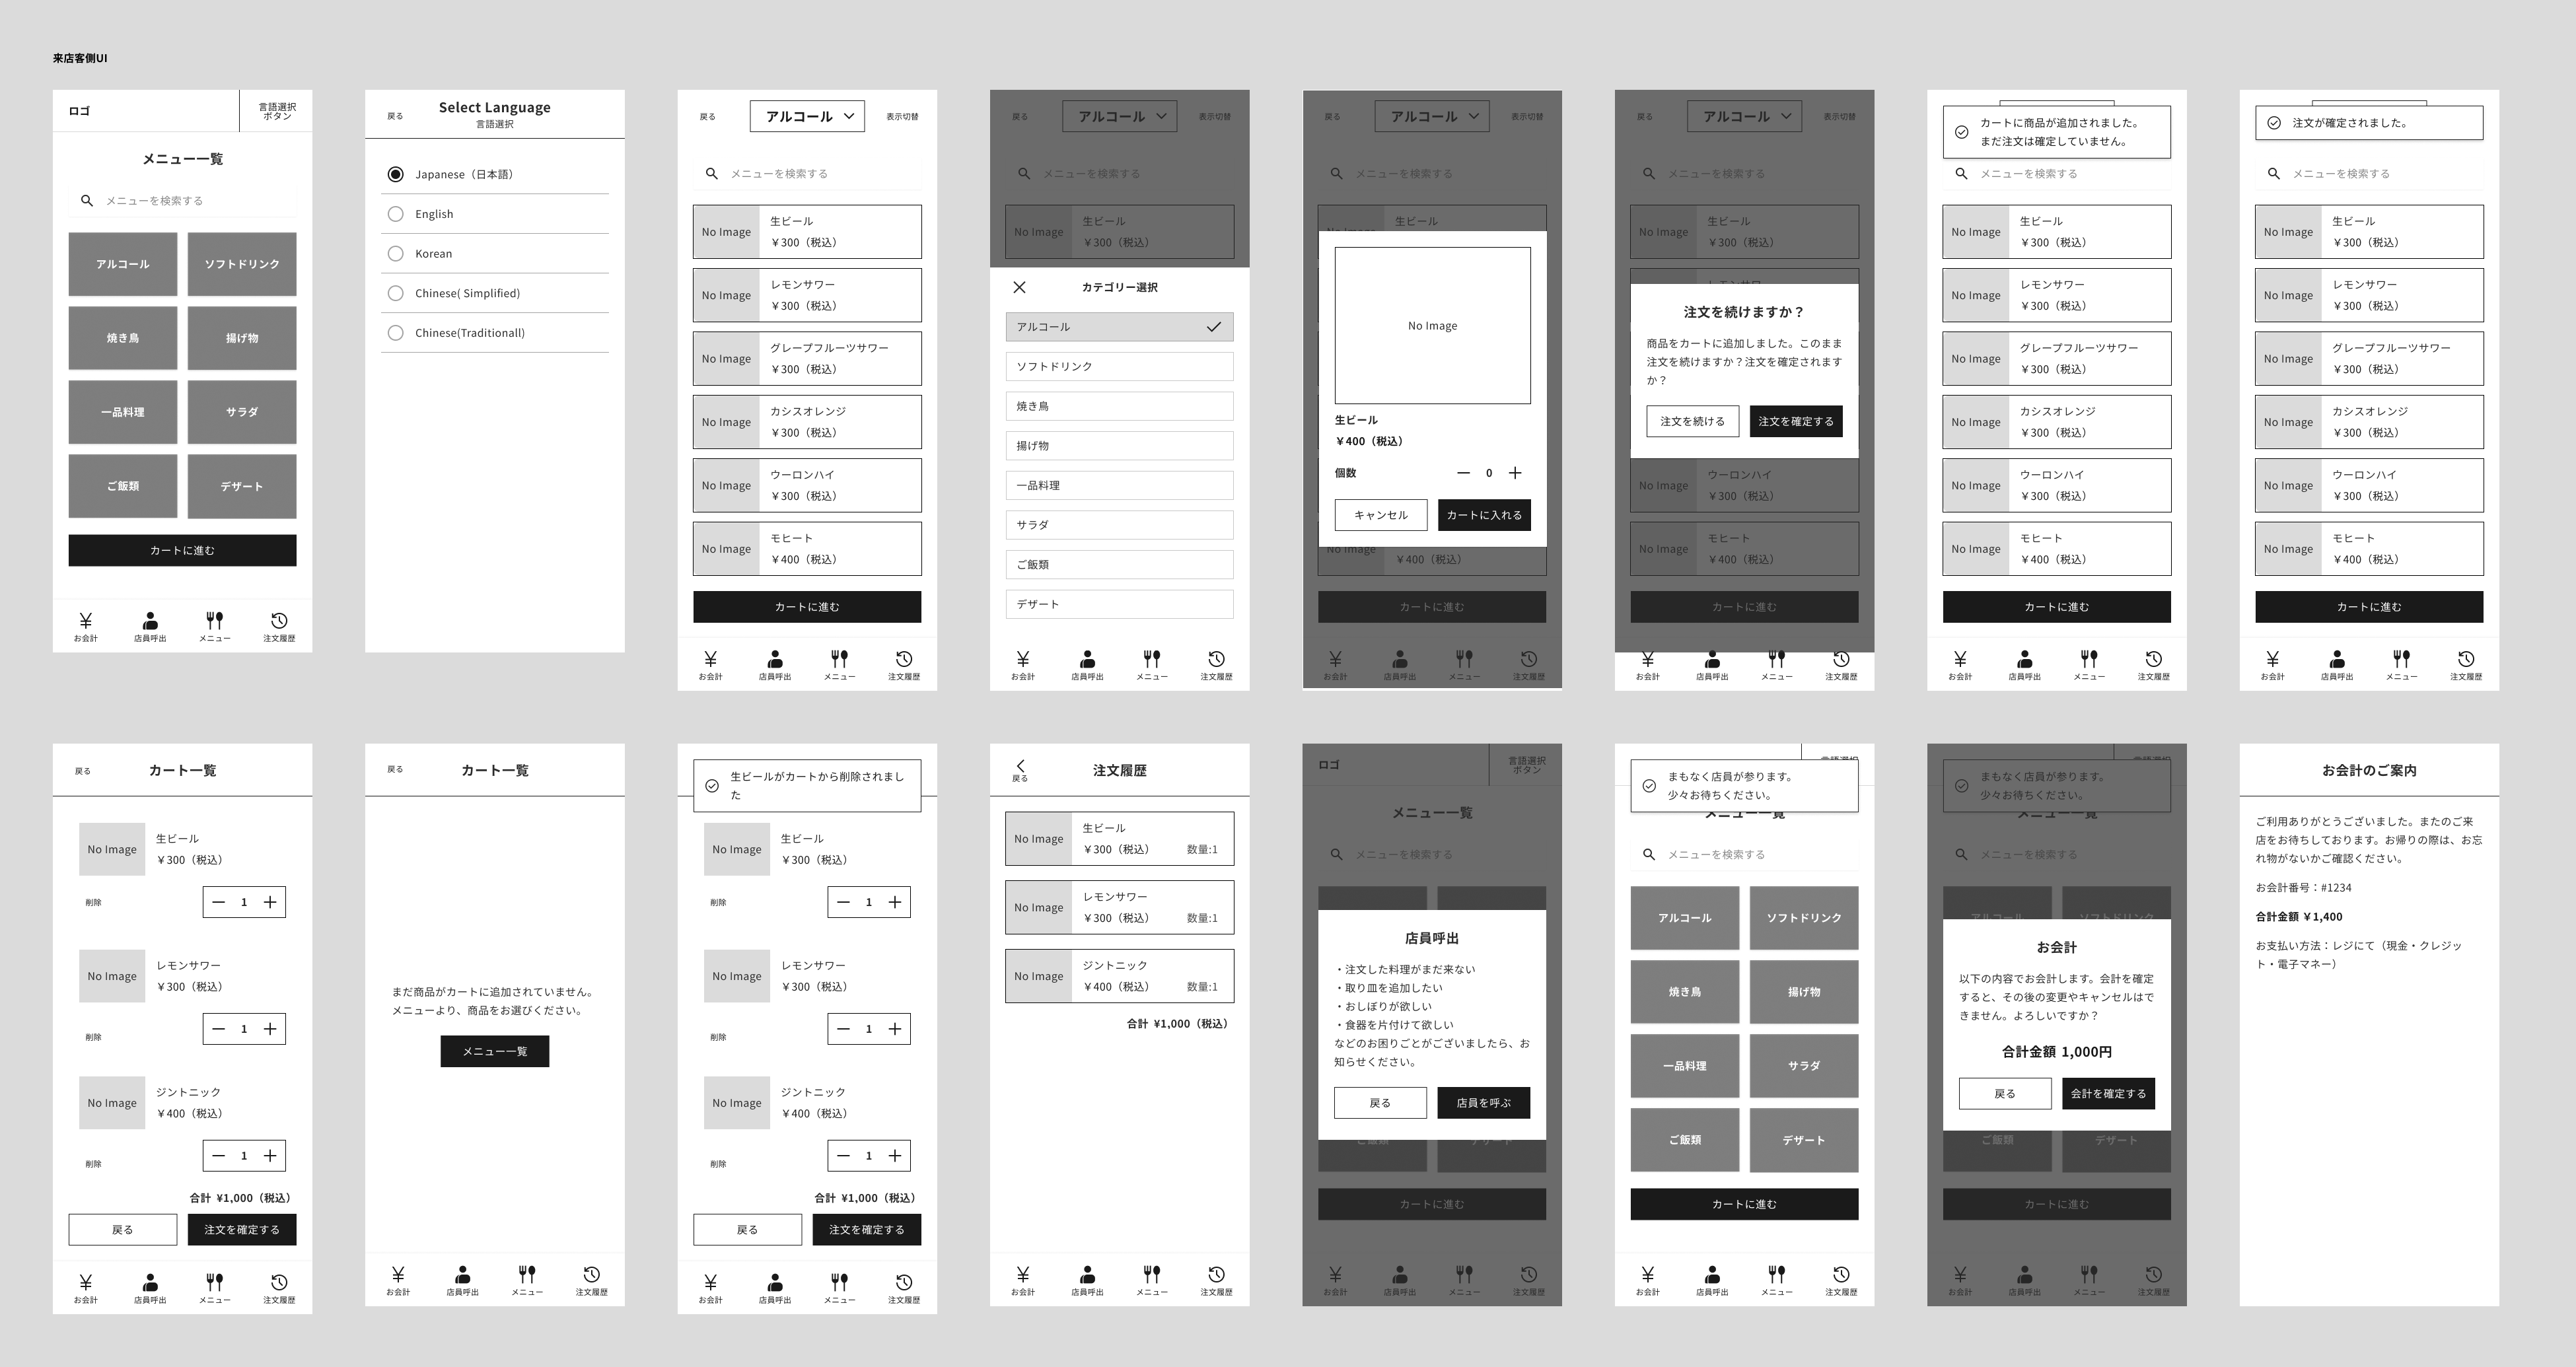 来店客側UI
ロゴ
言語選択
ボタン
メニュー一覧
メニューを検索する
アルコール
ソフトドリンク
焼き鳥
揚げ物
一品料理
サラダ
ご飯類
デザート
カートに進む
お会計
店員呼出
メニュー
注文履歴
戻る
Select Language
言語選択
Japanese（日本語）
English
Korean
Chinese( Simplified)
Chinese(Traditionall)
戻る
アルコール
表示切替
メニューを検索する
No Image
生ビール
￥300（税込）
No Image
レモンサワー
￥300（税込）
No Image
グレープフルーツサワー
￥300（税込）
No Image
カシスオレンジ
￥300（税込）
No Image
ウーロンハイ
￥300（税込）
No Image
モヒート
￥400（税込）
カートに進む
お会計
店員呼出
メニュー
注文履歴
戻る
アルコール
表示切替
メニューを検索する
No Image
生ビール
￥300（税込）
カテゴリー選択
アルコール
ソフトドリンク
焼き鳥
揚げ物
一品料理
サラダ
ご飯類
デザート
お会計
店員呼出
メニュー
注文履歴
戻る
アルコール
表示切替
メニューを検索する
生ビール
No Image
生ビール
￥400（税込）
個数
0
キャンセル
カートに入れる
No Image
￥400（税込）
カートに進む
お会計
店員呼出
メニュー
注文履歴
戻る
アルコール
表示切替
メニューを検索する
No Image
生ビール
￥300（税込）
注文を続けますか？
商品をカートに追加しました。このまま
注文を続けますか？注文を確定されます
か？
注文を続ける
注文を確定する
No Image
ウーロンハイ
￥300（税込）
No Image
モヒート
￥400（税込）
カートに進む
お会計
店員呼出
メニュー
注文履歴
カートに商品が追加されました。
まだ注文は確定していません。
メニューを検索する
No Image
生ビール
￥300（税込）
No Image
レモンサワー
￥300（税込）
No Image
グレープフルーツサワー
￥300（税込）
No Image
カシスオレンジ
￥300（税込）
No Image
ウーロンハイ
￥300（税込）
No Image
モヒート
￥400（税込）
カートに進む
お会計
店員呼出
メニュー
注文履歴
注文が確定されました。
メニューを検索する
No Image
生ビール
￥300（税込）
No Image
レモンサワー
￥300（税込）
No Image
グレープフルーツサワー
￥300（税込）
No Image
カシスオレンジ
￥300（税込）
No Image
ウーロンハイ
￥300（税込）
No Image
モヒート
￥400（税込）
カートに進む
お会計
店員呼出
メニュー
注文履歴
戻る
カート一覧
No Image
生ビール
￥300（税込）
削除
1
No Image
レモンサワー
￥300（税込）
1
削除
No Image
ジントニック
￥400（税込）
1
削除
合計 ¥1,000（税込）
戻る
注文を確定する
お会計
店員呼出
メニュー
注文履歴
戻る
カート一覧
まだ商品がカートに追加されていません。
メニューより、商品をお選びください。
メニュー一覧
お会計
店員呼出
メニュー
注文履歴
生ビールがカートから削除されまし
た
No Image
生ビール
￥300（税込）
削除
1
No Image
レモンサワー
￥300（税込）
1
削除
No Image
ジントニック
￥400（税込）
1
削除
合計 ¥1,000（税込）
戻る
注文を確定する
お会計
店員呼出
メニュー
注文履歴
戻る
注文履歴
No Image
生ビール
￥300（税込）
数量:1
No Image
レモンサワー
￥300（税込）
数量:1
No Image
ジントニック
￥400（税込）
数量:1
合計 ¥1,000（税込）
お会計
店員呼出
メニュー
注文履歴
ロゴ
言語選択
ボタン
メニュー一覧
メニューを検索する
店員呼出
・注文した料理がまだ来ない
・取り皿を追加したい
・おしぼりが欲しい
・食器を片付けて欲しい
などのお困りごとがございましたら、お
知らせください。
戻る
店員を呼ぶ
ご飯類
デザート
カートに進む
お会計
店員呼出
メニュー
注文履歴
言語選択
まもなく店員が参ります。
少々お待ちください。
メニュー一覧
メニューを検索する
アルコール
ソフトドリンク
焼き鳥
揚げ物
一品料理
サラダ
ご飯類
デザート
カートに進む
お会計
店員呼出
メニュー
注文履歴
言語選択
まもなく店員が参ります。
少々お待ちください。
メニュー一覧
メニューを検索する
アルコール
ソフトドリンク
お会計
以下の内容でお会計します。会計を確定
すると、その後の変更やキャンセルはで
きません。よろしいですか？
合計金額 1,000円
戻る
会計を確定する
ご飯類
デザート
カートに進む
お会計
店員呼出
メニュー
注文履歴
お会計のご案内
ご利用ありがとうございました。またのご来
店をお待ちしております。お帰りの際は、お忘
れ物がないかご確認ください。
お会計番号：#1234
合計金額 ￥1,400
お支払い方法：レジにて（現金・クレジッ
ト・電子マネー）